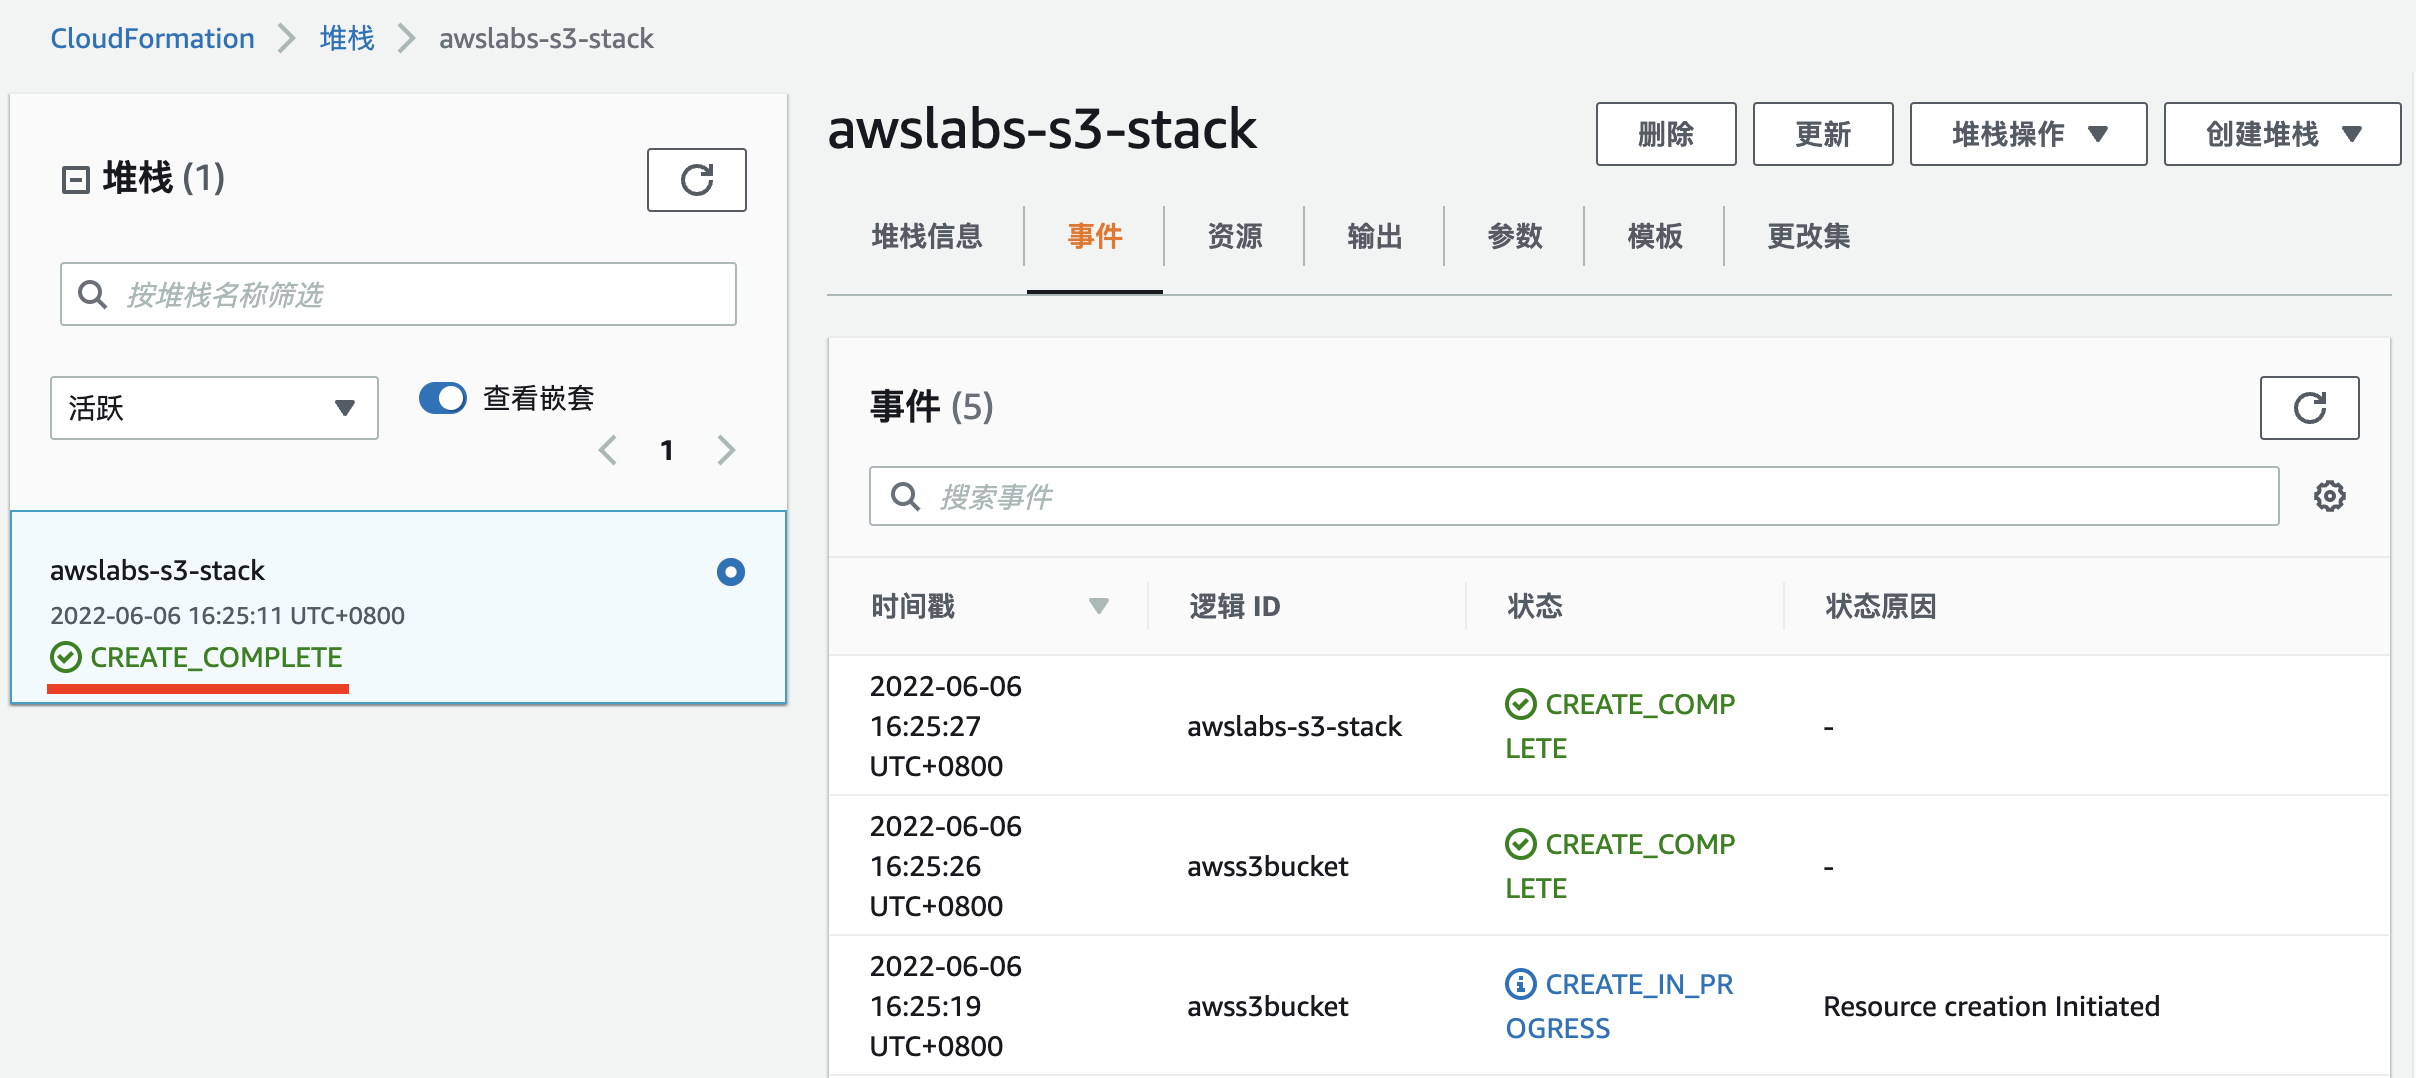 CloudFormation
堆栈
awslabs-s3-stack
堆栈 (1)
按堆栈名称筛选
活跃
查看嵌套
1
awslabs-s3-stack
2022-06-06 16:25:11 UTC+0800
CREATE_COMPLETE
awslabs-s3-stack
删除
更新
堆栈操作
创建堆栈
堆栈信息
事件
资源
输出
参数
模板
更改集
事件 (5)
搜索事件
时间戳
逻辑 ID
状态
状态原因
2022-06-06
16:25:27
UTC+0800
awslabs-s3-stack
CREATE_COMP
LETE
-
2022-06-06
16:25:26
UTC+0800
awss3bucket
CREATE_COMP
LETE
-
2022-06-06
16:25:19
UTC+0800
awss3bucket
CREATE_IN_PR
OGRESS
Resource creation Initiated